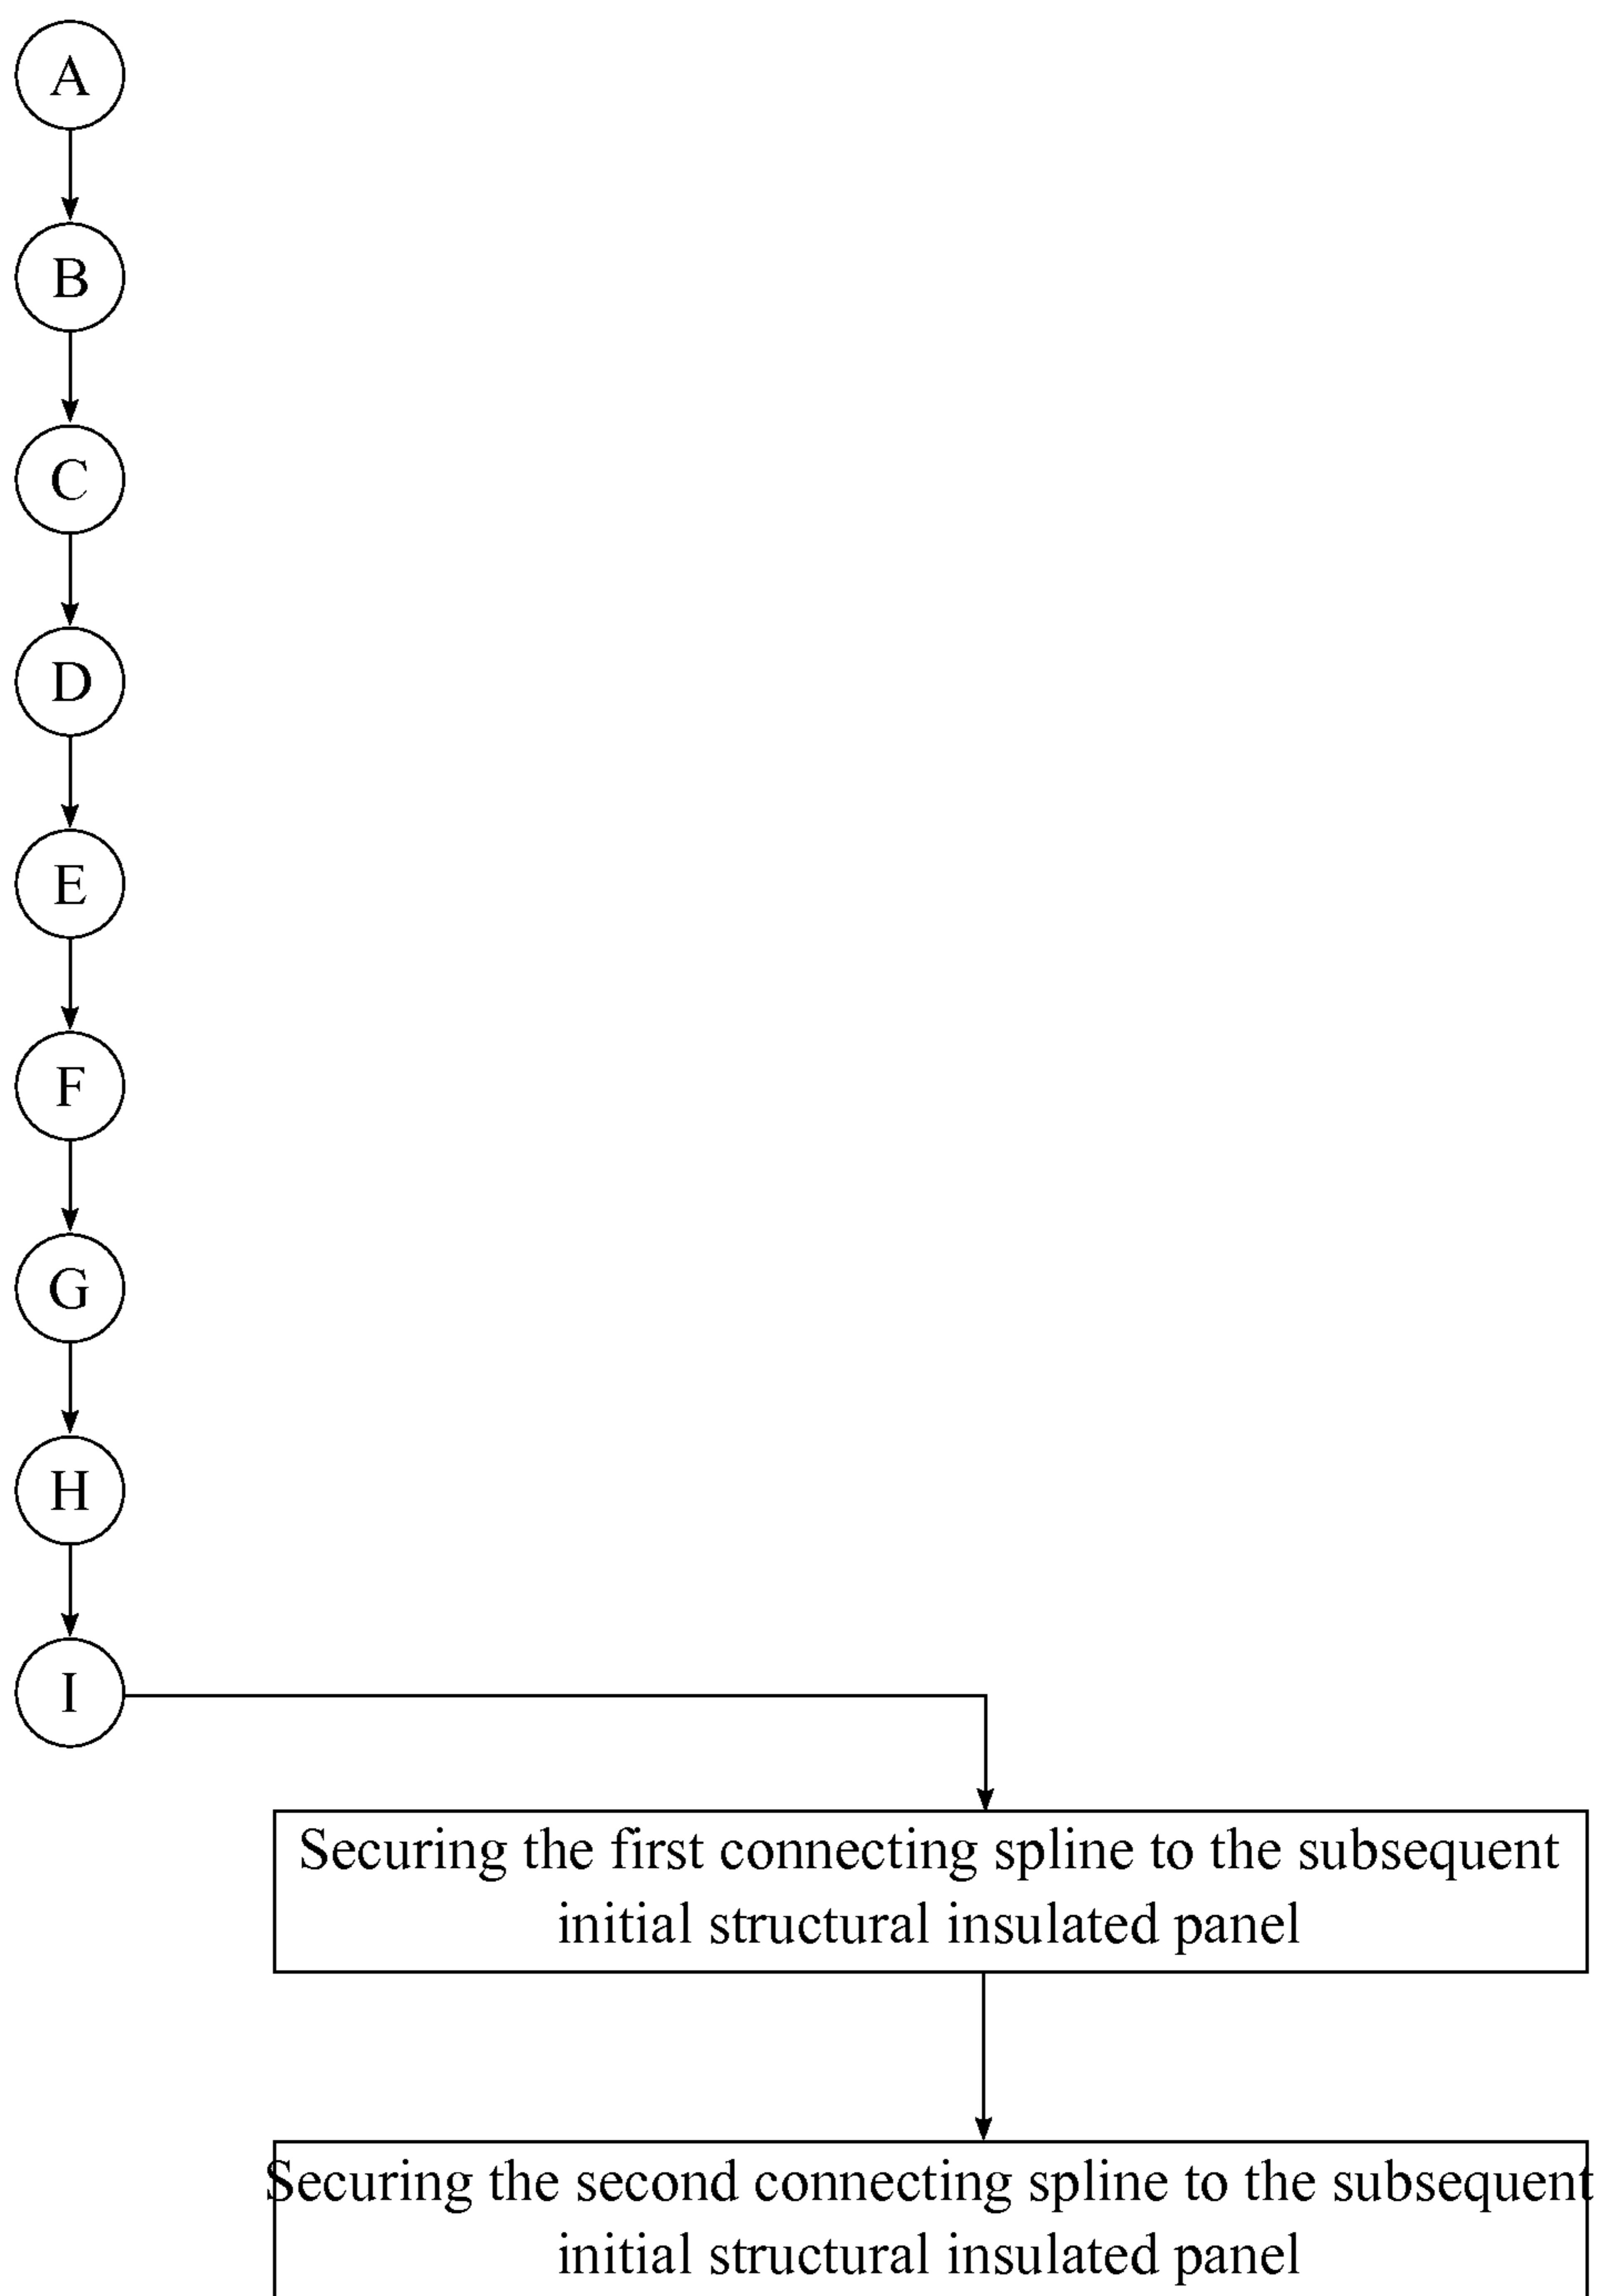 A
B
C
D
E
F
G
H
I
Securing the first connecting spline to the subsequent
initial structural insulated panel
Securing the second connecting spline to the subsequent
initial structural insulated panel